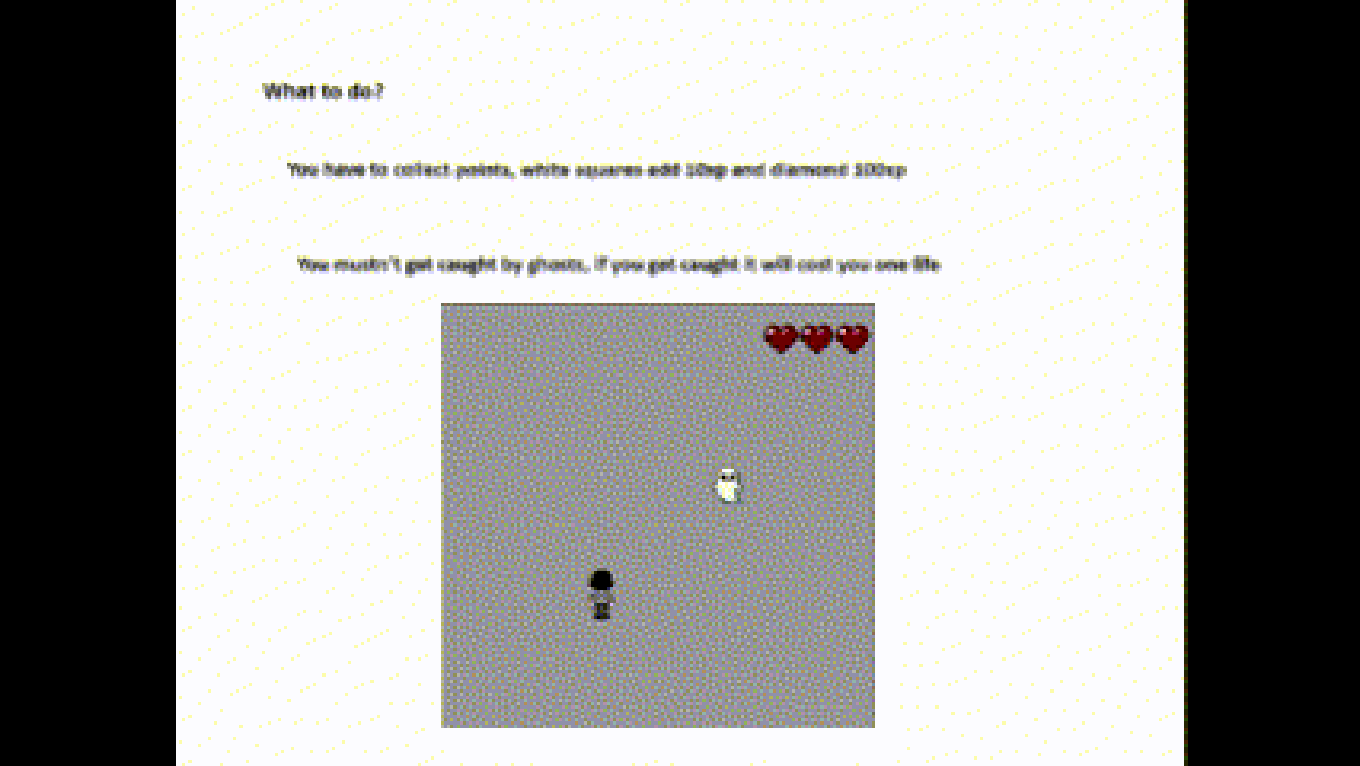 What to do?
You have to collect points, white squares add 10xp and diamond 100xp
You mustn't get caught by ghosts, if you get caught it will cost you one life